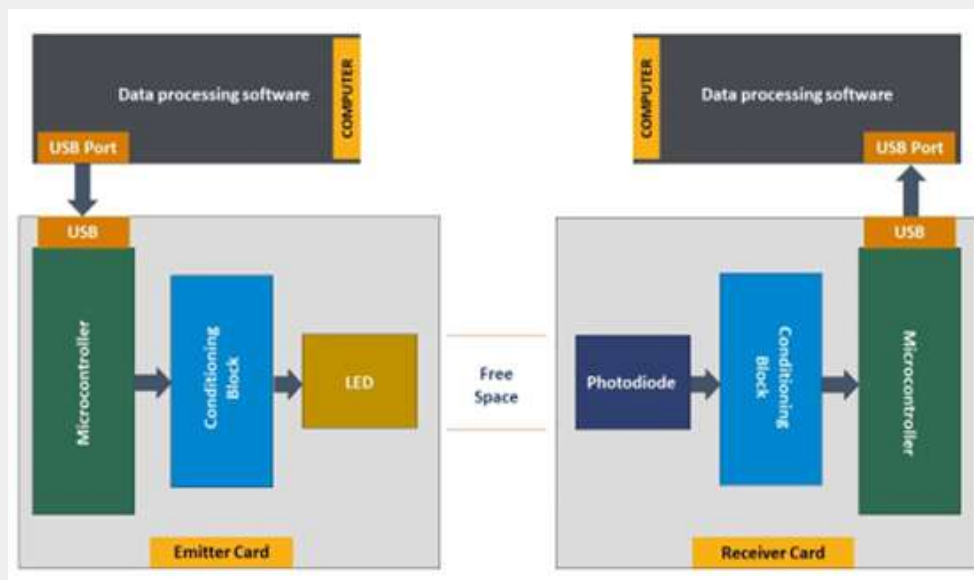 Data processing software
COMPUTER
USB Port
USB
Microcontroller
Conditioning
Block
LED
Emitter Card
Free
Space
COMPUTER
Data processing software
USB Port
USB
Photodiode
Conditioning
Block
Microcontroller
Receiver Card